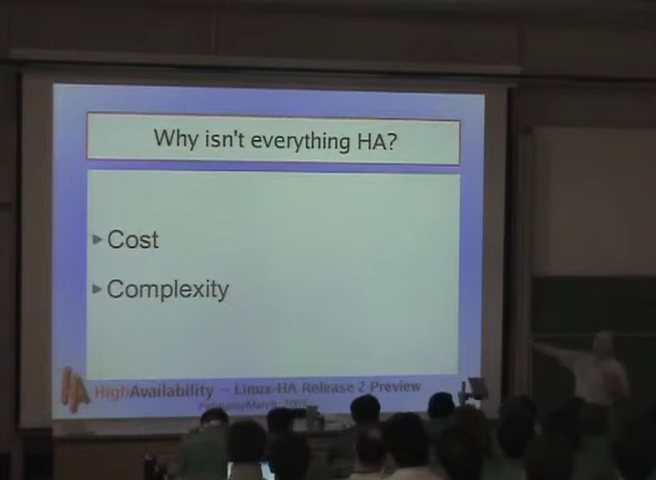 Why isn't everything HA?
Cost
Complexity
HighAvailability – Linux-HA Release 2 Preview